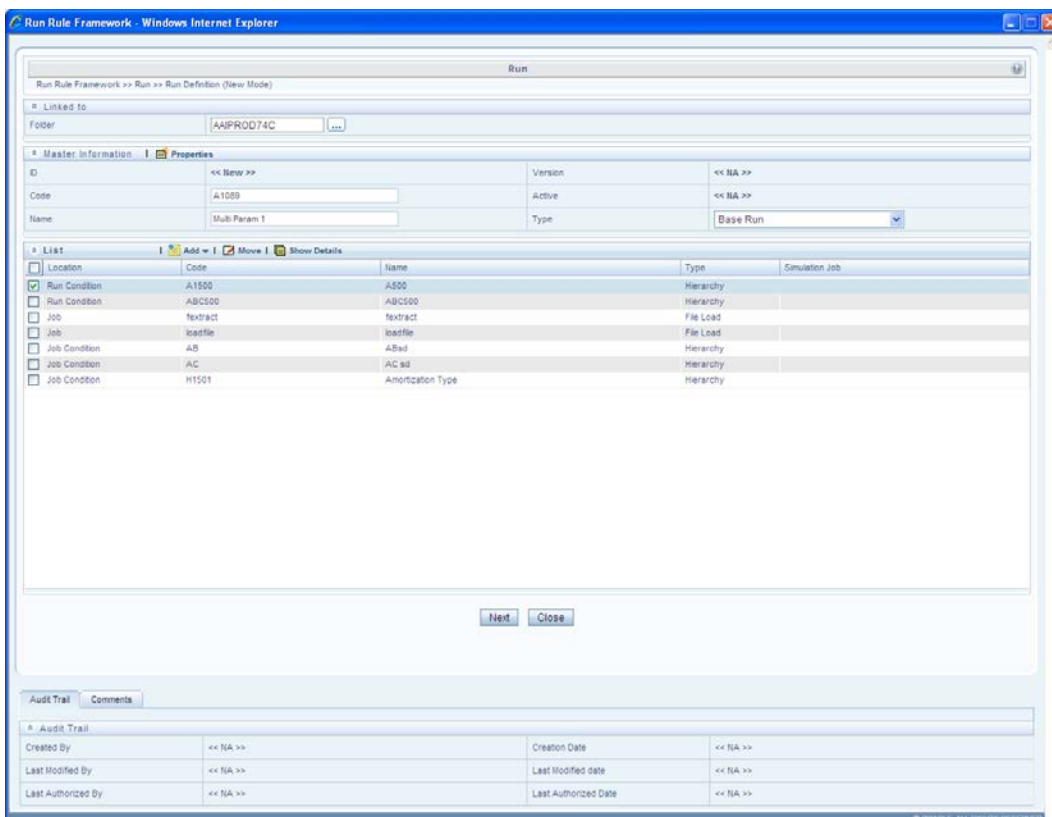 Run Rule Framework - Windows Internet Explorer
Run
Run Rule Framework >> Run >> Run Definition (New Mode)
Linked to
Folder AAIPROD74C ...
Master Information | Properties
ID << New >> Version << NA >>
Code A1089 Active << NA >>
Name Multi Param 1 Type Base Run
List | Add | Move | Show Details
Location Code Name Type Simulation Job
Run Condition A1500 A500 Hierarchy
Run Condition ABC500 ABC500 Hierarchy
Job fextract fextract File Load
Job loadfile loadfile File Load
Job Condition AB ABsd Hierarchy
Job Condition AC AC sd Hierarchy
Job Condition H1501 Amortization Type Hierarchy
Next Close
Audit Trail Comments
Audit Trail
Created By << NA >> Creation Date << NA >>
Last Modified By << NA >> Last Modified date << NA >>
Last Authorized By << NA >> Last Authorized Date << NA >>